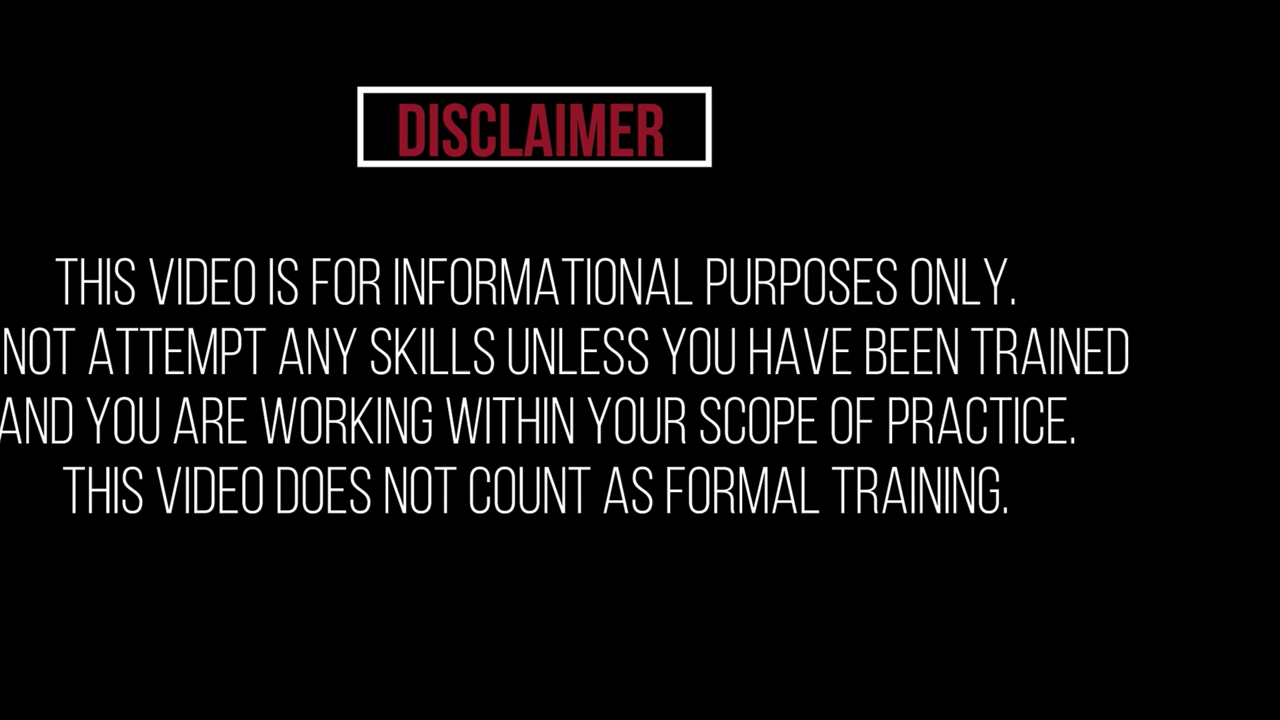 DISCLAIMER
THIS VIDEO IS FOR INFORMATIONAL PURPOSES ONLY.
NOT ATTEMPT ANY SKILLS UNLESS YOU HAVE BEEN TRAINED
AND YOU ARE WORKING WITHIN YOUR SCOPE OF PRACTICE.
THIS VIDEO DOES NOT COUNT AS FORMAL TRAINING.